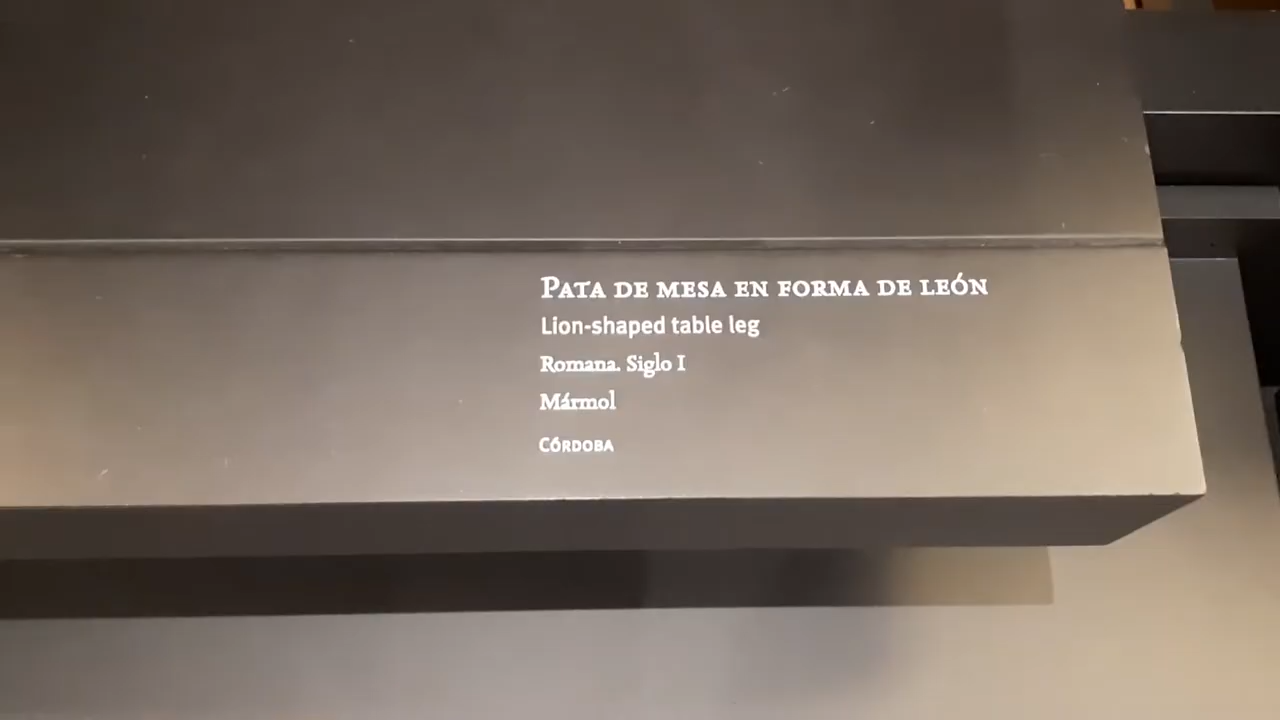 Pata de mesa en forma de león
Lion-shaped table leg
Romana. Siglo I
Mármol
Córdoba